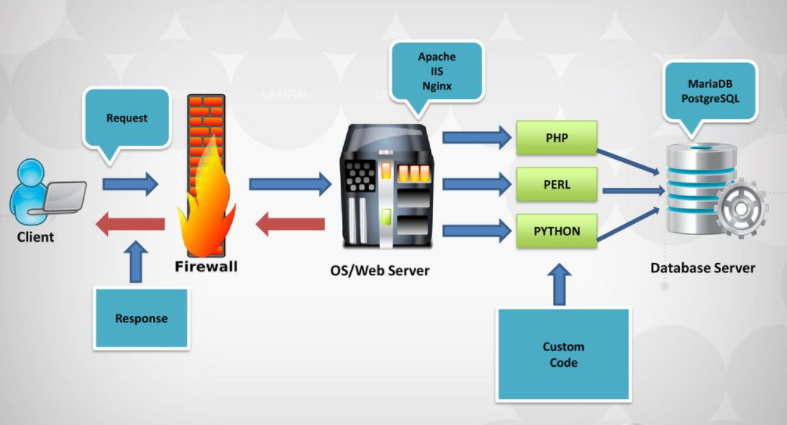 Apache
IIS
Nginx
MariaDB
PostgreSQL
Request
PHP
PERL
PYTHON
Client
Firewall
OS/Web Server
Database Server
Response
Custom
Code